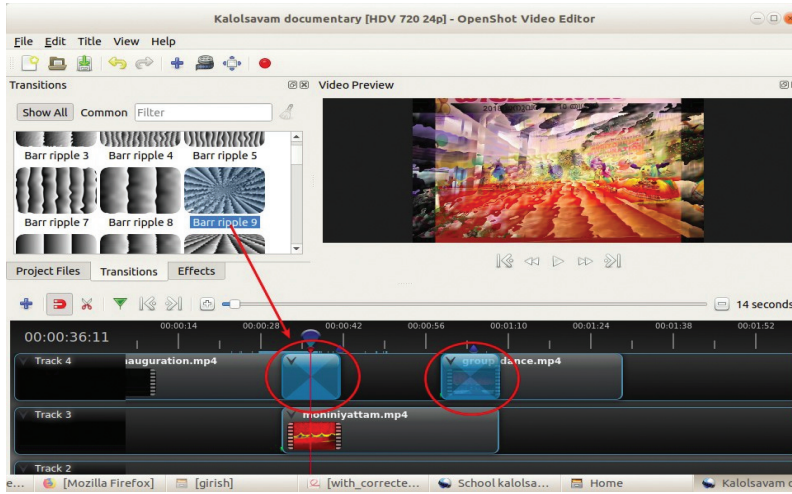 Kalolsavam documentary [HDV 720 24p] - OpenShot Video Editor
File Edit Title View Help
Transitions
Video Preview
Show All Common Filter
Barr ripple 3 Barr ripple 4 Barr ripple 5
Barr ripple 7 Barr ripple 8 Barr ripple 9
Project Files Transitions Effects
14 seconds
00:00:36:11
00:00:14 00:00:28 00:00:42 00:00:56 00:01:10 00:01:24 00:01:38 00:01:52
Track 4 auguration.mp4 group_dance.mp4
Track 3 mohiniyattam.mp4
Track 2
e... [Mozilla Firefox] [girish] [with_correcte... School kalolsa... Home Kalolsavam d